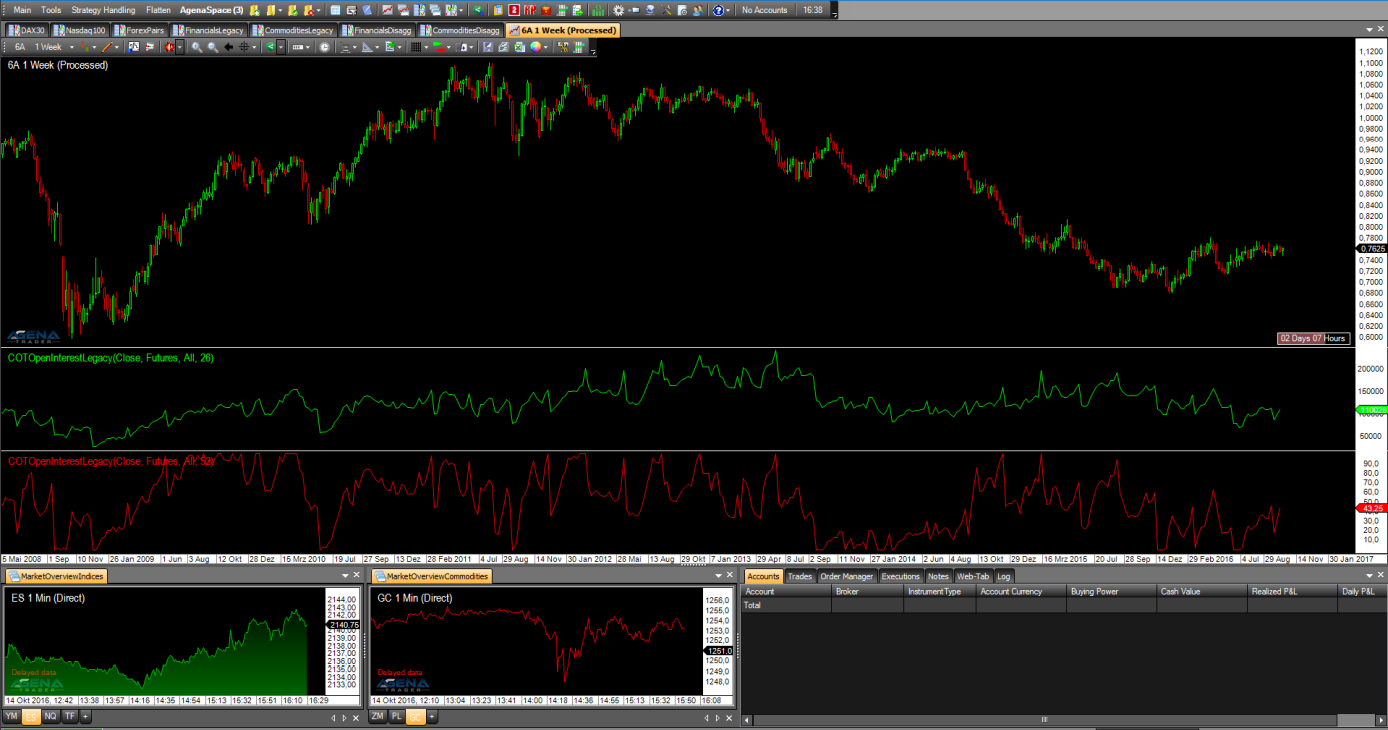 Main Tools Strategy Handling Flatten AgenaSpace (3) No Accounts 16:38
DAX30 Nasdaq100 ForexPairs FinancialsLegacy CommoditiesLegacy FinancialsDisagg CommoditiesDisagg 6A 1 Week (Processed)
6A 1 Week
6A 1 Week (Processed)
1,1200
1,1000
1,0800
1,0600
1,0400
1,0200
1,0000
0,9800
0,9600
0,9400
0,9200
0,9000
0,8800
0,8600
0,8400
0,8200
0,8000
0,7800
0,7625
0,7400
0,7200
0,7000
0,6800
0,6600
0,6400
0,6200
0,6000
AGENA
TRADER
02 Days 07 Hours
COTOpenInterestLegacy(Close, Futures, All, 26)
200000
150000
110026
50000
COTOpenInterestLegacy(Close, Futures, All, 52)
90,0
80,0
70,0
60,0
50,0
43,25
30,0
20,0
10,0
5 Mai 2008 1 Sep 10 Nov 26 Jan 2009 1 Jun 3 Aug 12 Okt 28 Dez 15 Mrz 2010 19 Jul 27 Sep 13 Dez 28 Feb 2011 4 Jul 29 Aug 14 Nov 30 Jan 2012 28 Mai 13 Aug 29 Okt 7 Jan 2013 29 Apr 8 Jul 2 Sep 11 Nov 27 Jan 2014 2 Jun 4 Aug 13 Okt 29 Dez 16 Mrz 2015 20 Jul 28 Sep 14 Dez 29 Feb 2016 4 Jul 29 Aug 14 Nov 30 Jan 2017
MarketOverviewIndices
ES 1 Min (Direct)
2144,00
2143,00
2142,00
2140,75
2139,00
2138,00
2137,00
2136,00
2135,00
2134,00
2133,00
Delayed data
AGENA
TRADER
14 Okt 2016, 12:42 13:38 13:57 14:16 14:35 14:54 15:13 15:32 15:51 16:10 16:29
YM ES NQ TF +
MarketOverviewCommodities
GC 1 Min (Direct)
1256,0
1255,0
1254,0
1253,0
1252,0
1251,0
1250,0
1249,0
1248,0
Delayed data
AGENA
TRADER
14 Okt 2016, 12:10 13:04 13:23 13:41 14:00 14:18 14:36 14:55 15:13 15:32 15:50 16:08
ZM PL GC +
Accounts Trades Order Manager Executions Notes Web-Tab Log
Account Broker InstrumentType Account Currency Buying Power Cash Value Realized P&L Daily P&L
Total